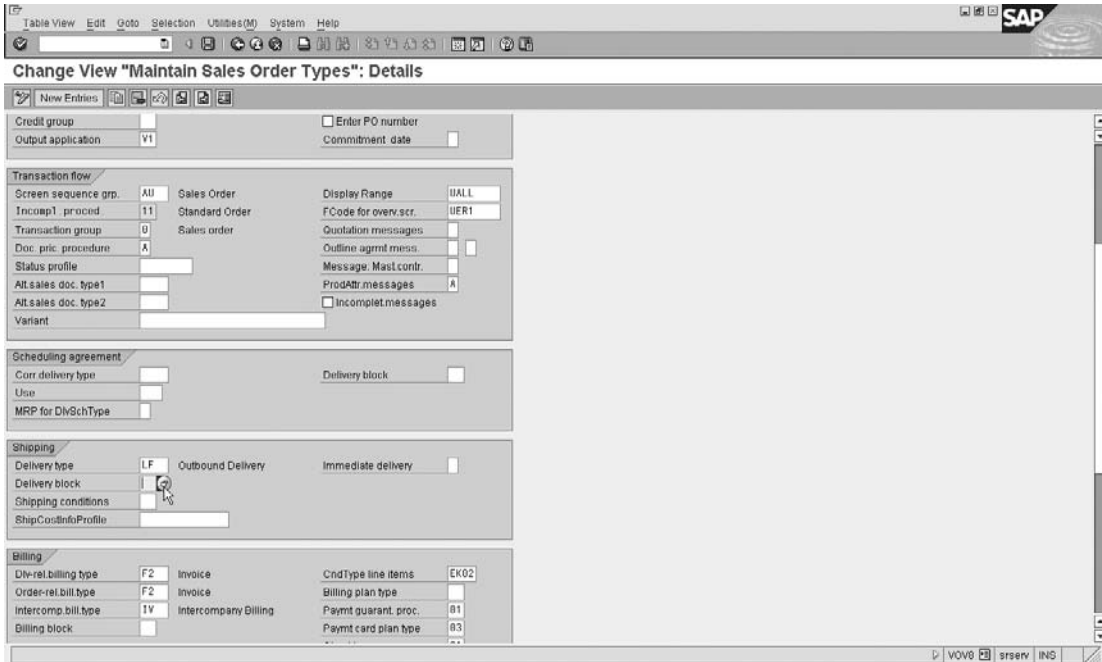 Table View Edit Goto Selection Utilities(M) System Help
SAP
Change View "Maintain Sales Order Types": Details
New Entries
Credit group Enter PO number
Output application V1 Commitment date
Transaction flow
Screen sequence grp. AU Sales Order Display Range UALL
Incompl.proced. 11 Standard Order FCode for overv.scr. UER1
Transaction group 0 Sales order Quotation messages
Doc. pric. procedure A Outline agrmt mess.
Status profile Message: Mast.contr.
Alt.sales doc. type1 ProdAttr.messages A
Alt.sales doc. type2 Incomplet.messages
Variant
Scheduling agreement
Corr.delivery type Delivery block
Use
MRP for DlvSchType
Shipping
Delivery type LF Outbound Delivery Immediate delivery
Delivery block
Shipping conditions
ShipCostInfoProfile
Billing
Dlv-rel.billing type F2 Invoice CndType line items EK02
Order-rel.bill.type F2 Invoice Billing plan type
Intercomp.bill.type IV Intercompany Billing Paymt guarant. proc. 01
Billing block Paymt card plan type 03
VOV8 srserv INS